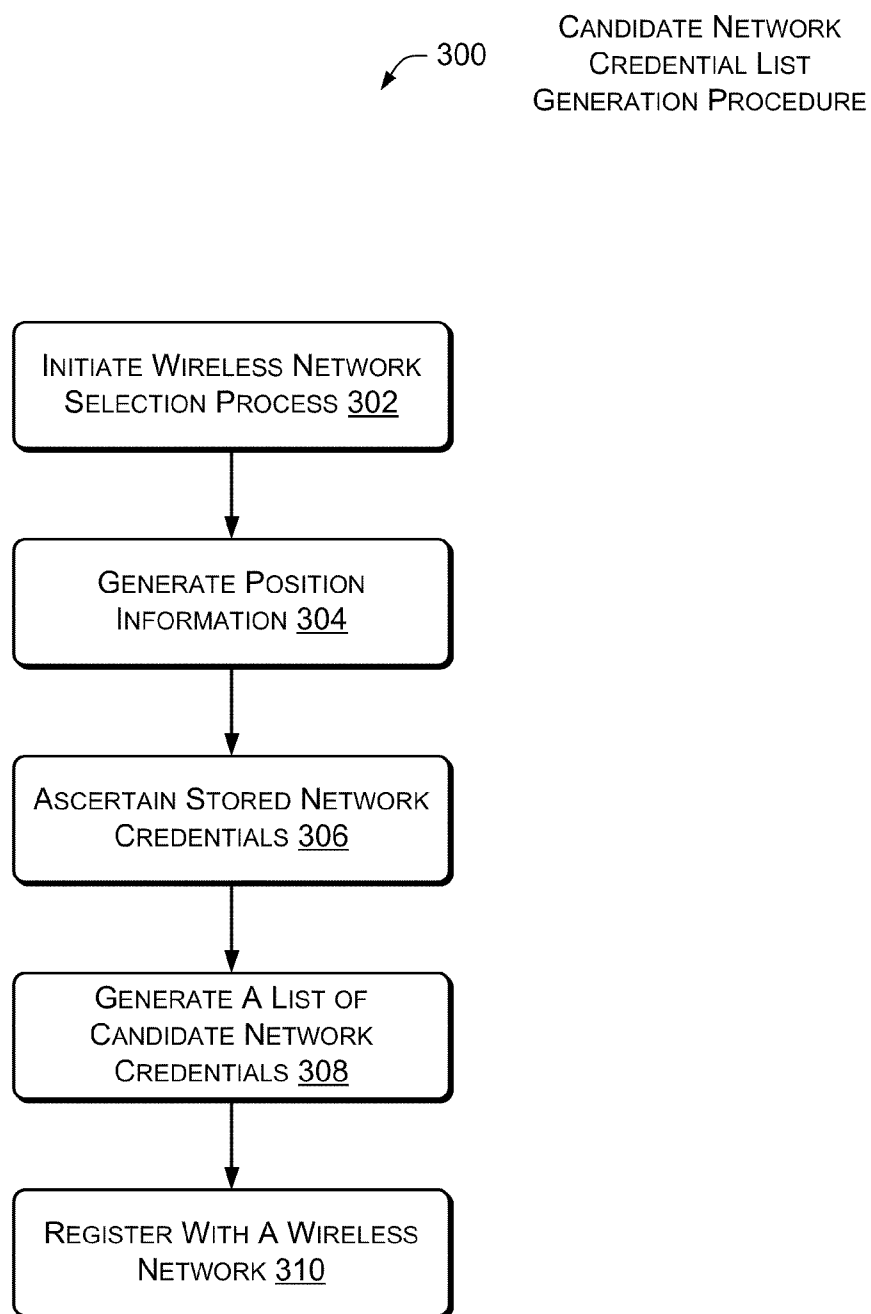 300
CANDIDATE NETWORK
CREDENTIAL LIST
GENERATION PROCEDURE
INITIATE WIRELESS NETWORK
SELECTION PROCESS 302
GENERATE POSITION
INFORMATION 304
ASCERTAIN STORED NETWORK
CREDENTIALS 306
GENERATE A LIST OF
CANDIDATE NETWORK
CREDENTIALS 308
REGISTER WITH A WIRELESS
NETWORK 310